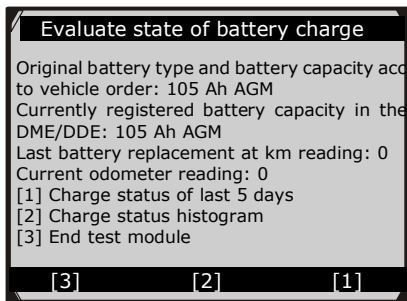 Evaluate state of battery charge
Original battery type and battery capacity acc
to vehicle order: 105 Ah AGM
Currently registered battery capacity in the
DME/DDE: 105 Ah AGM
Last battery replacement at km reading: 0
Current odometer reading: 0
[1] Charge status of last 5 days
[2] Charge status histogram
[3] End test module
[3] [2] [1]